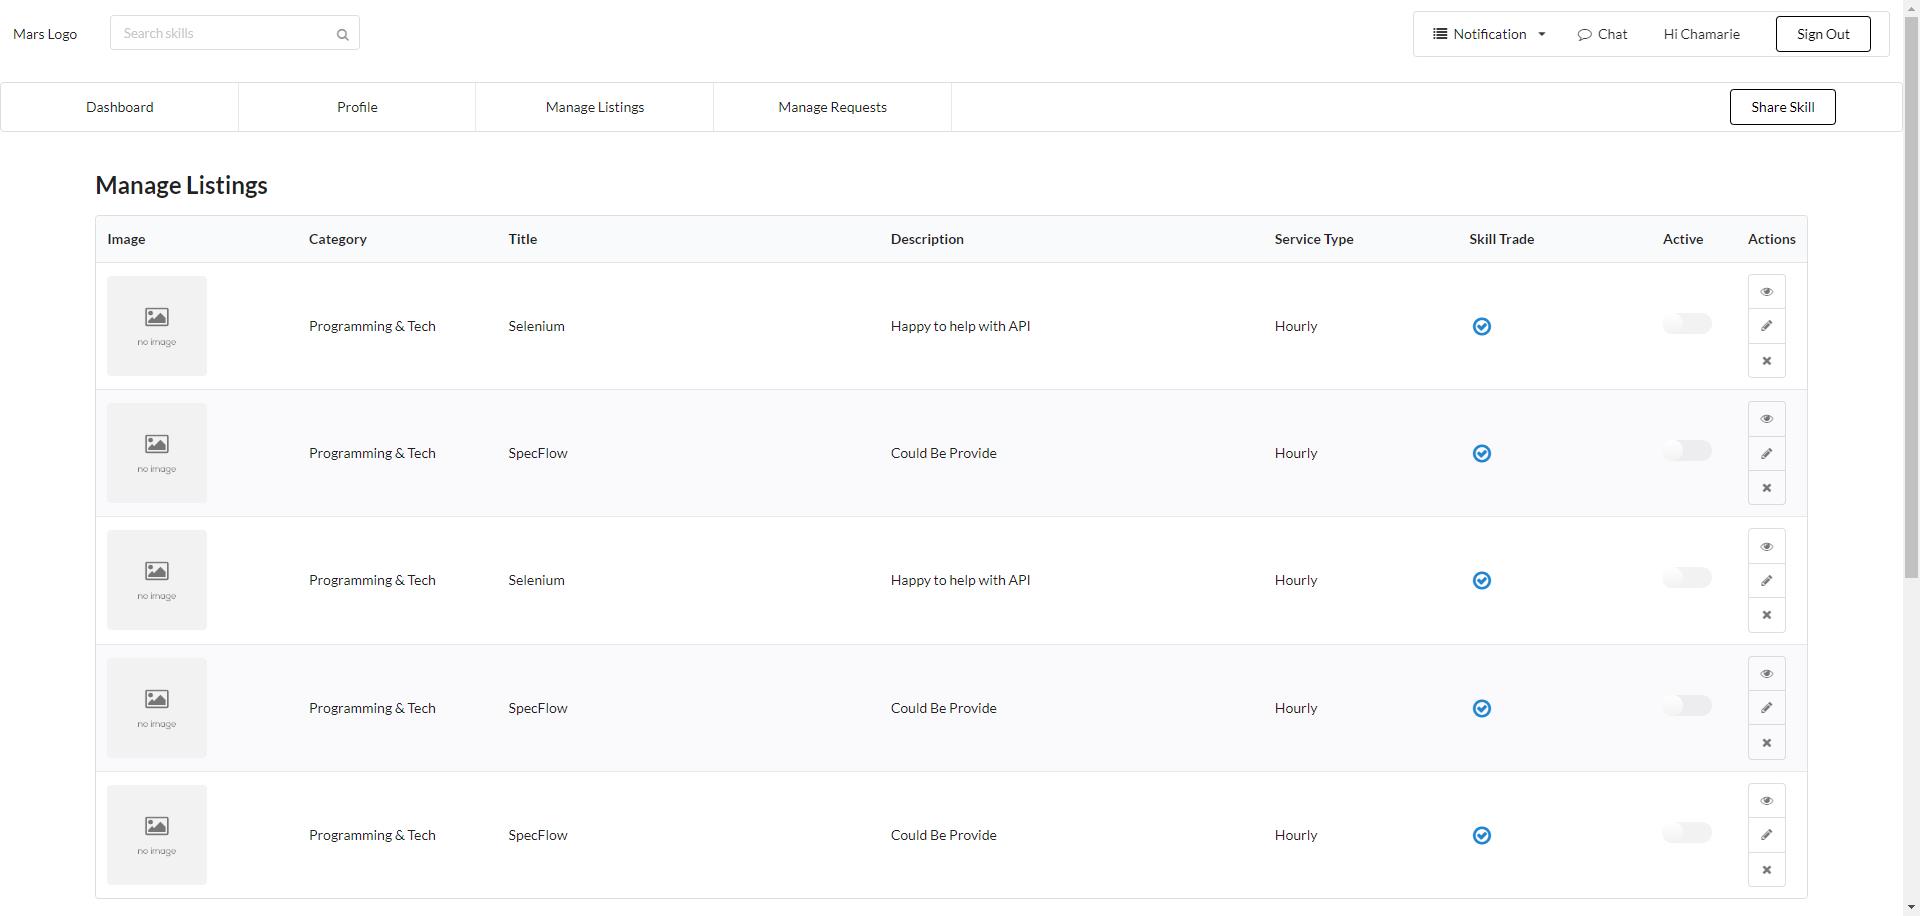 Mars Logo
Search skills
Notification
Chat
Hi Chamarie
Sign Out
Dashboard
Profile
Manage Listings
Manage Requests
Share Skill
Manage Listings
Image Category Title Description Service Type Skill Trade Active Actions
no image
Programming & Tech Selenium Happy to help with API Hourly
no image
Programming & Tech SpecFlow Could Be Provide Hourly
no image
Programming & Tech Selenium Happy to help with API Hourly
no image
Programming & Tech SpecFlow Could Be Provide Hourly
no image
Programming & Tech SpecFlow Could Be Provide Hourly